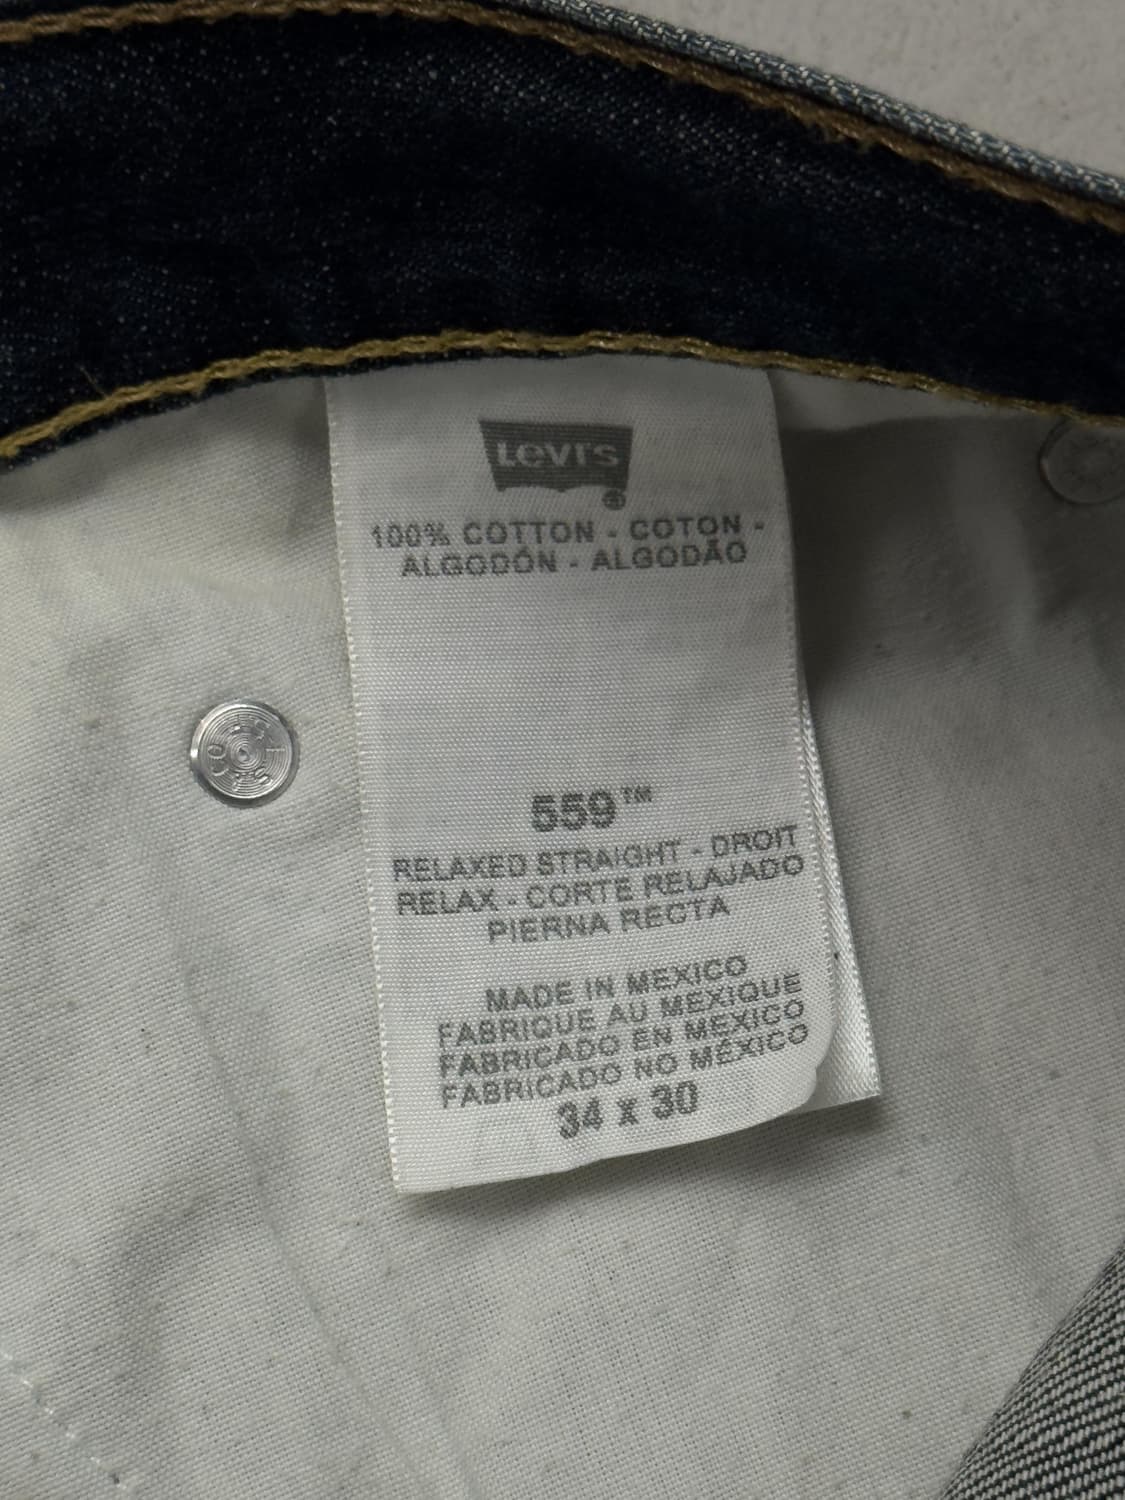 Levi's
®
100% COTTON - COTON -
ALGODÓN - ALGODÃO
559™
RELAXED STRAIGHT - DROIT
RELAX - CORTE RELAJADO
PIERNA RECTA
MADE IN MEXICO
FABRIQUE AU MEXIQUE
FABRICADO EN MEXICO
FABRICADO NO MÉXICO
34 x 30